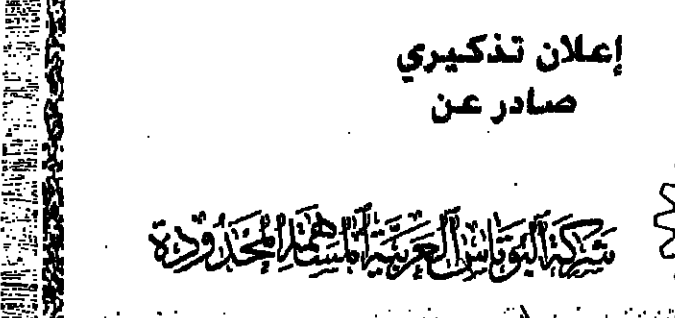 إعلان تذكيري
صادر عن
شركة البوتاس العربية المساهمة المحدودة